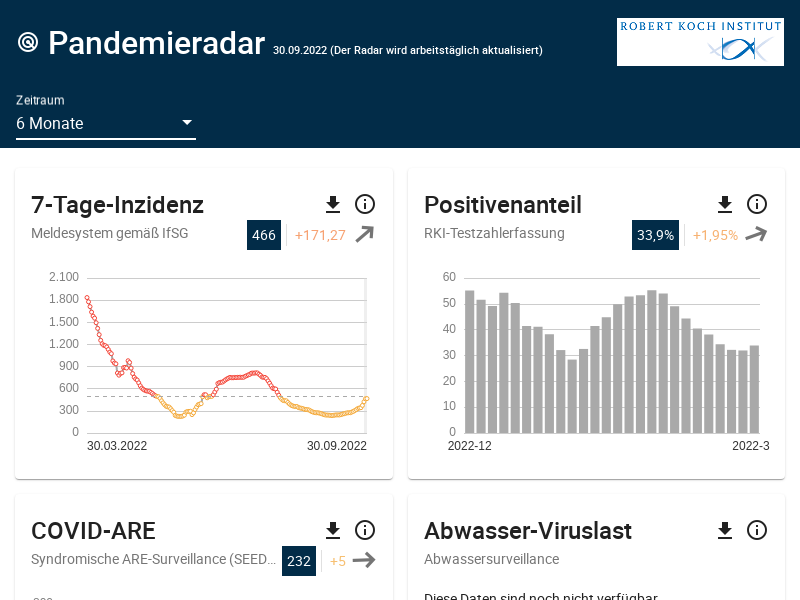 Pandemieradar 30.09.2022 (Der Radar wird arbeitstäglich aktualisiert)
ROBERT KOCH INSTITUT
Zeitraum
6 Monate
7-Tage-Inzidenz
Meldesystem gemäß IfSG
466
+171,27
2.100
1.800
1.500
1.200
900
600
300
0
30.03.2022
30.09.2022
Positivenanteil
RKI-Testzahlerfassung
33,9%
+1,95%
60
50
40
30
20
10
0
2022-12
2022-3
COVID-ARE
Syndromische ARE-Surveillance (SEED...
232
+5
Abwasser-Viruslast
Abwassersurveillance
Diese Daten sind noch nicht verfügbar